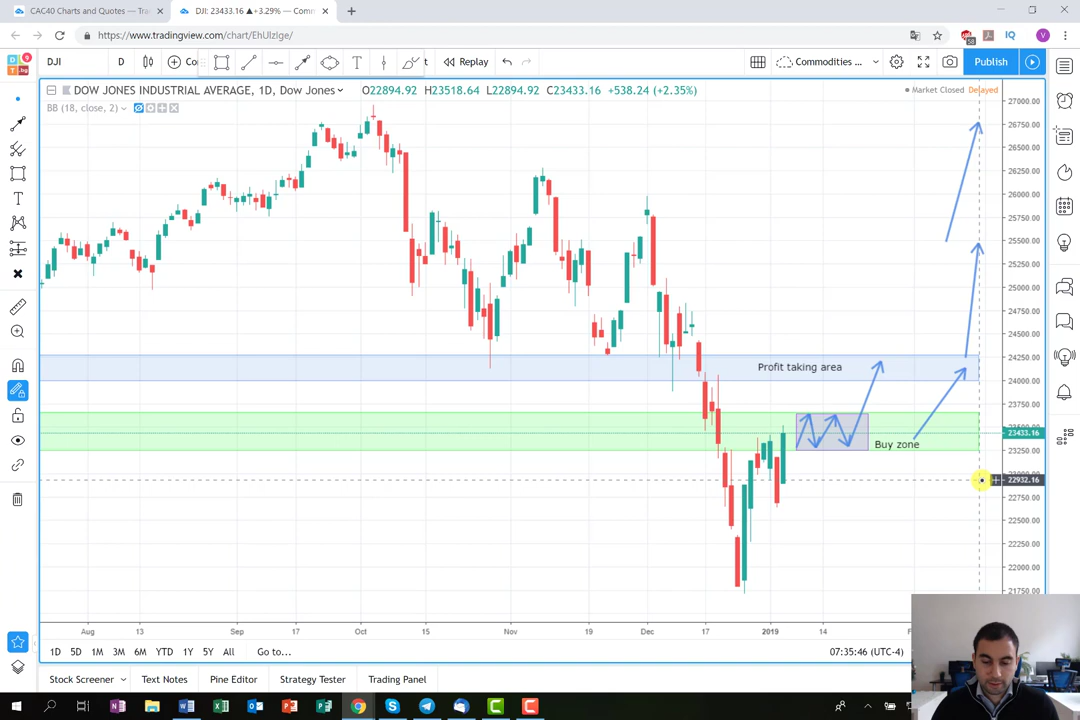 CAC40 Charts and Quotes — Tra
DJI: 23433.16 ▲+3.29% — Comm
https://www.tradingview.com/chart/EhUlzIge/
DJI D Replay Commodities ... Publish
DOW JONES INDUSTRIAL AVERAGE, 1D, Dow Jones O22894.92 H23518.64 L22894.92 C23433.16 +538.24 (+2.35%) Market Closed Delayed
BB (18, close, 2)
27000.00
26750.00
26500.00
26250.00
26000.00
25750.00
25500.00
25250.00
25000.00
24750.00
24500.00
24250.00
Profit taking area
24000.00
23750.00
23433.16
Buy zone
23250.00
22932.16
22750.00
22500.00
22250.00
22000.00
21750.00
Aug 13 Sep 17 Oct 15 Nov 19 Dec 17 2019 14
1D 5D 1M 3M 6M YTD 1Y 5Y All Go to... 07:35:46 (UTC-4)
Stock Screener Text Notes Pine Editor Strategy Tester Trading Panel